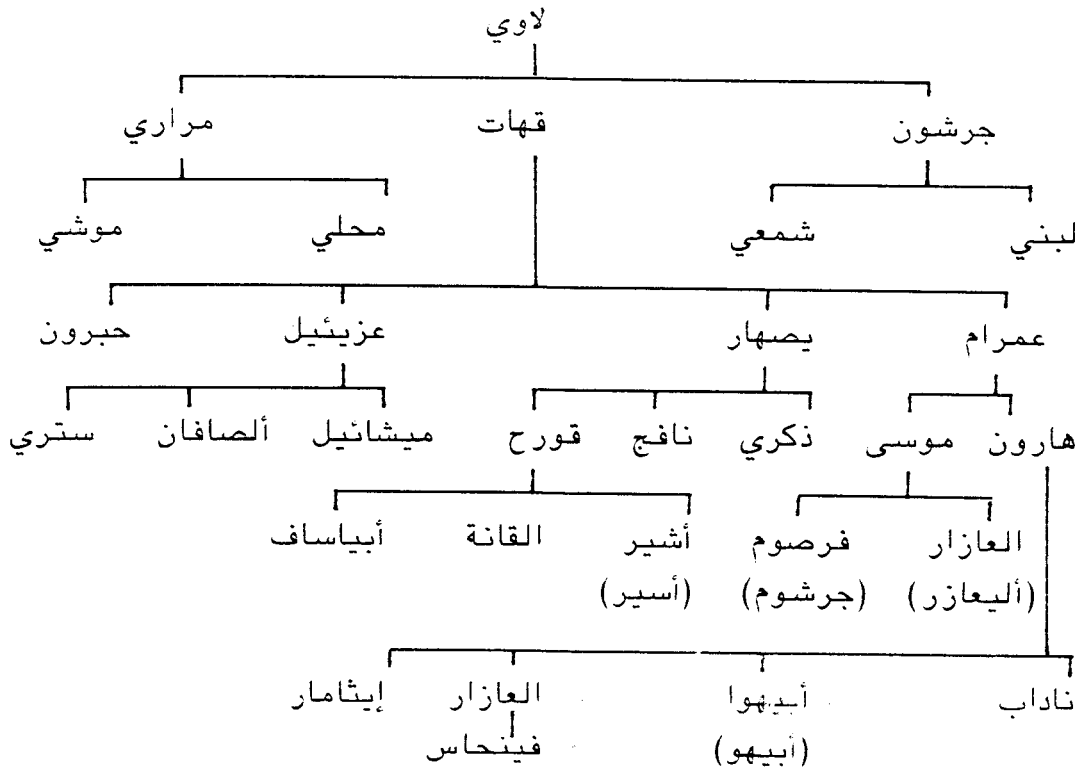 لاوي
جرشون قهات مراري
لبني شمعي محلي موشي
عمرام يصهار عزيئيل حبرون
هارون موسى ذكري نافج قورح ميشائيل ألصافان ستري
العازار فرصوم أشير القانة أبياساف
(أليعازر) (جرشوم) (أسير)
ناداب أبيهوا العازار إيثامار
(أبيهو) فينحاس